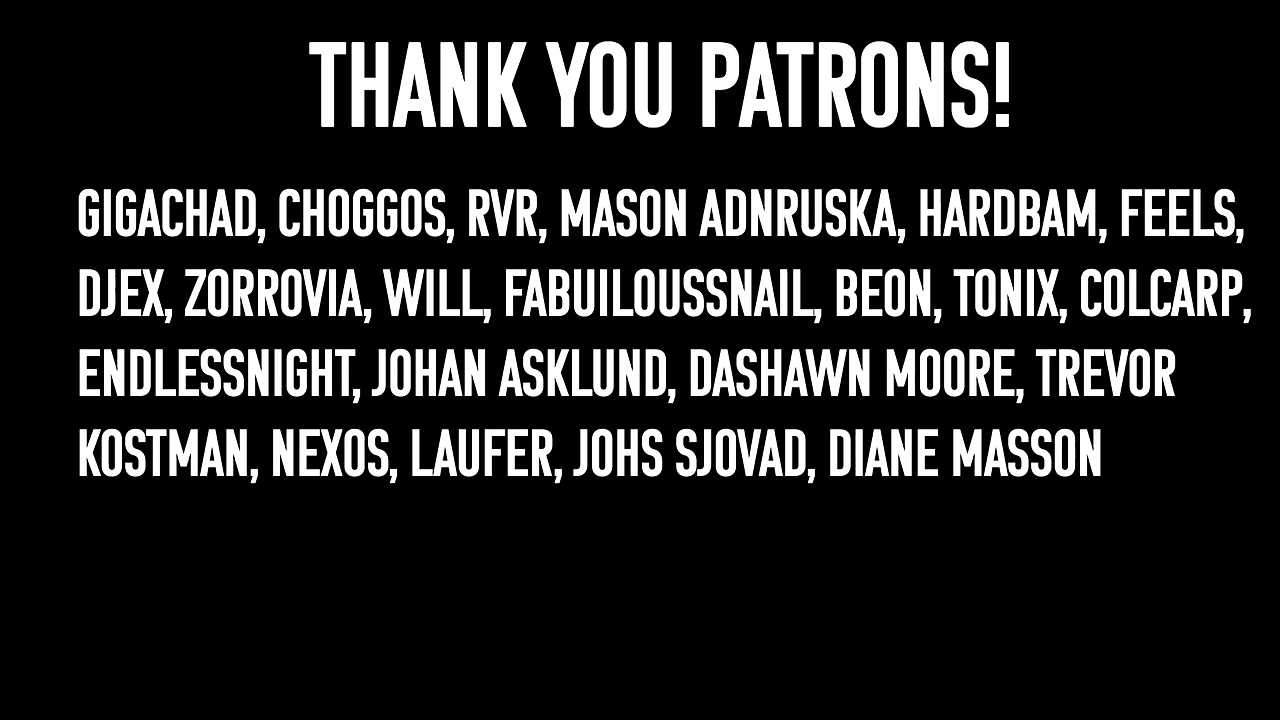 THANK YOU PATRONS!
GIGACHAD, CHOGGOS, RVR, MASON ADNRUSKA, HARDBAM, FEELS,
DJEX, ZORROVIA, WILL, FABUILOUSSNAIL, BEON, TONIX, COLCARP,
ENDLESSNIGHT, JOHAN ASKLUND, DASHAWN MOORE, TREVOR
KOSTMAN, NEXOS, LAUFER, JOHS SJOVAD, DIANE MASSON